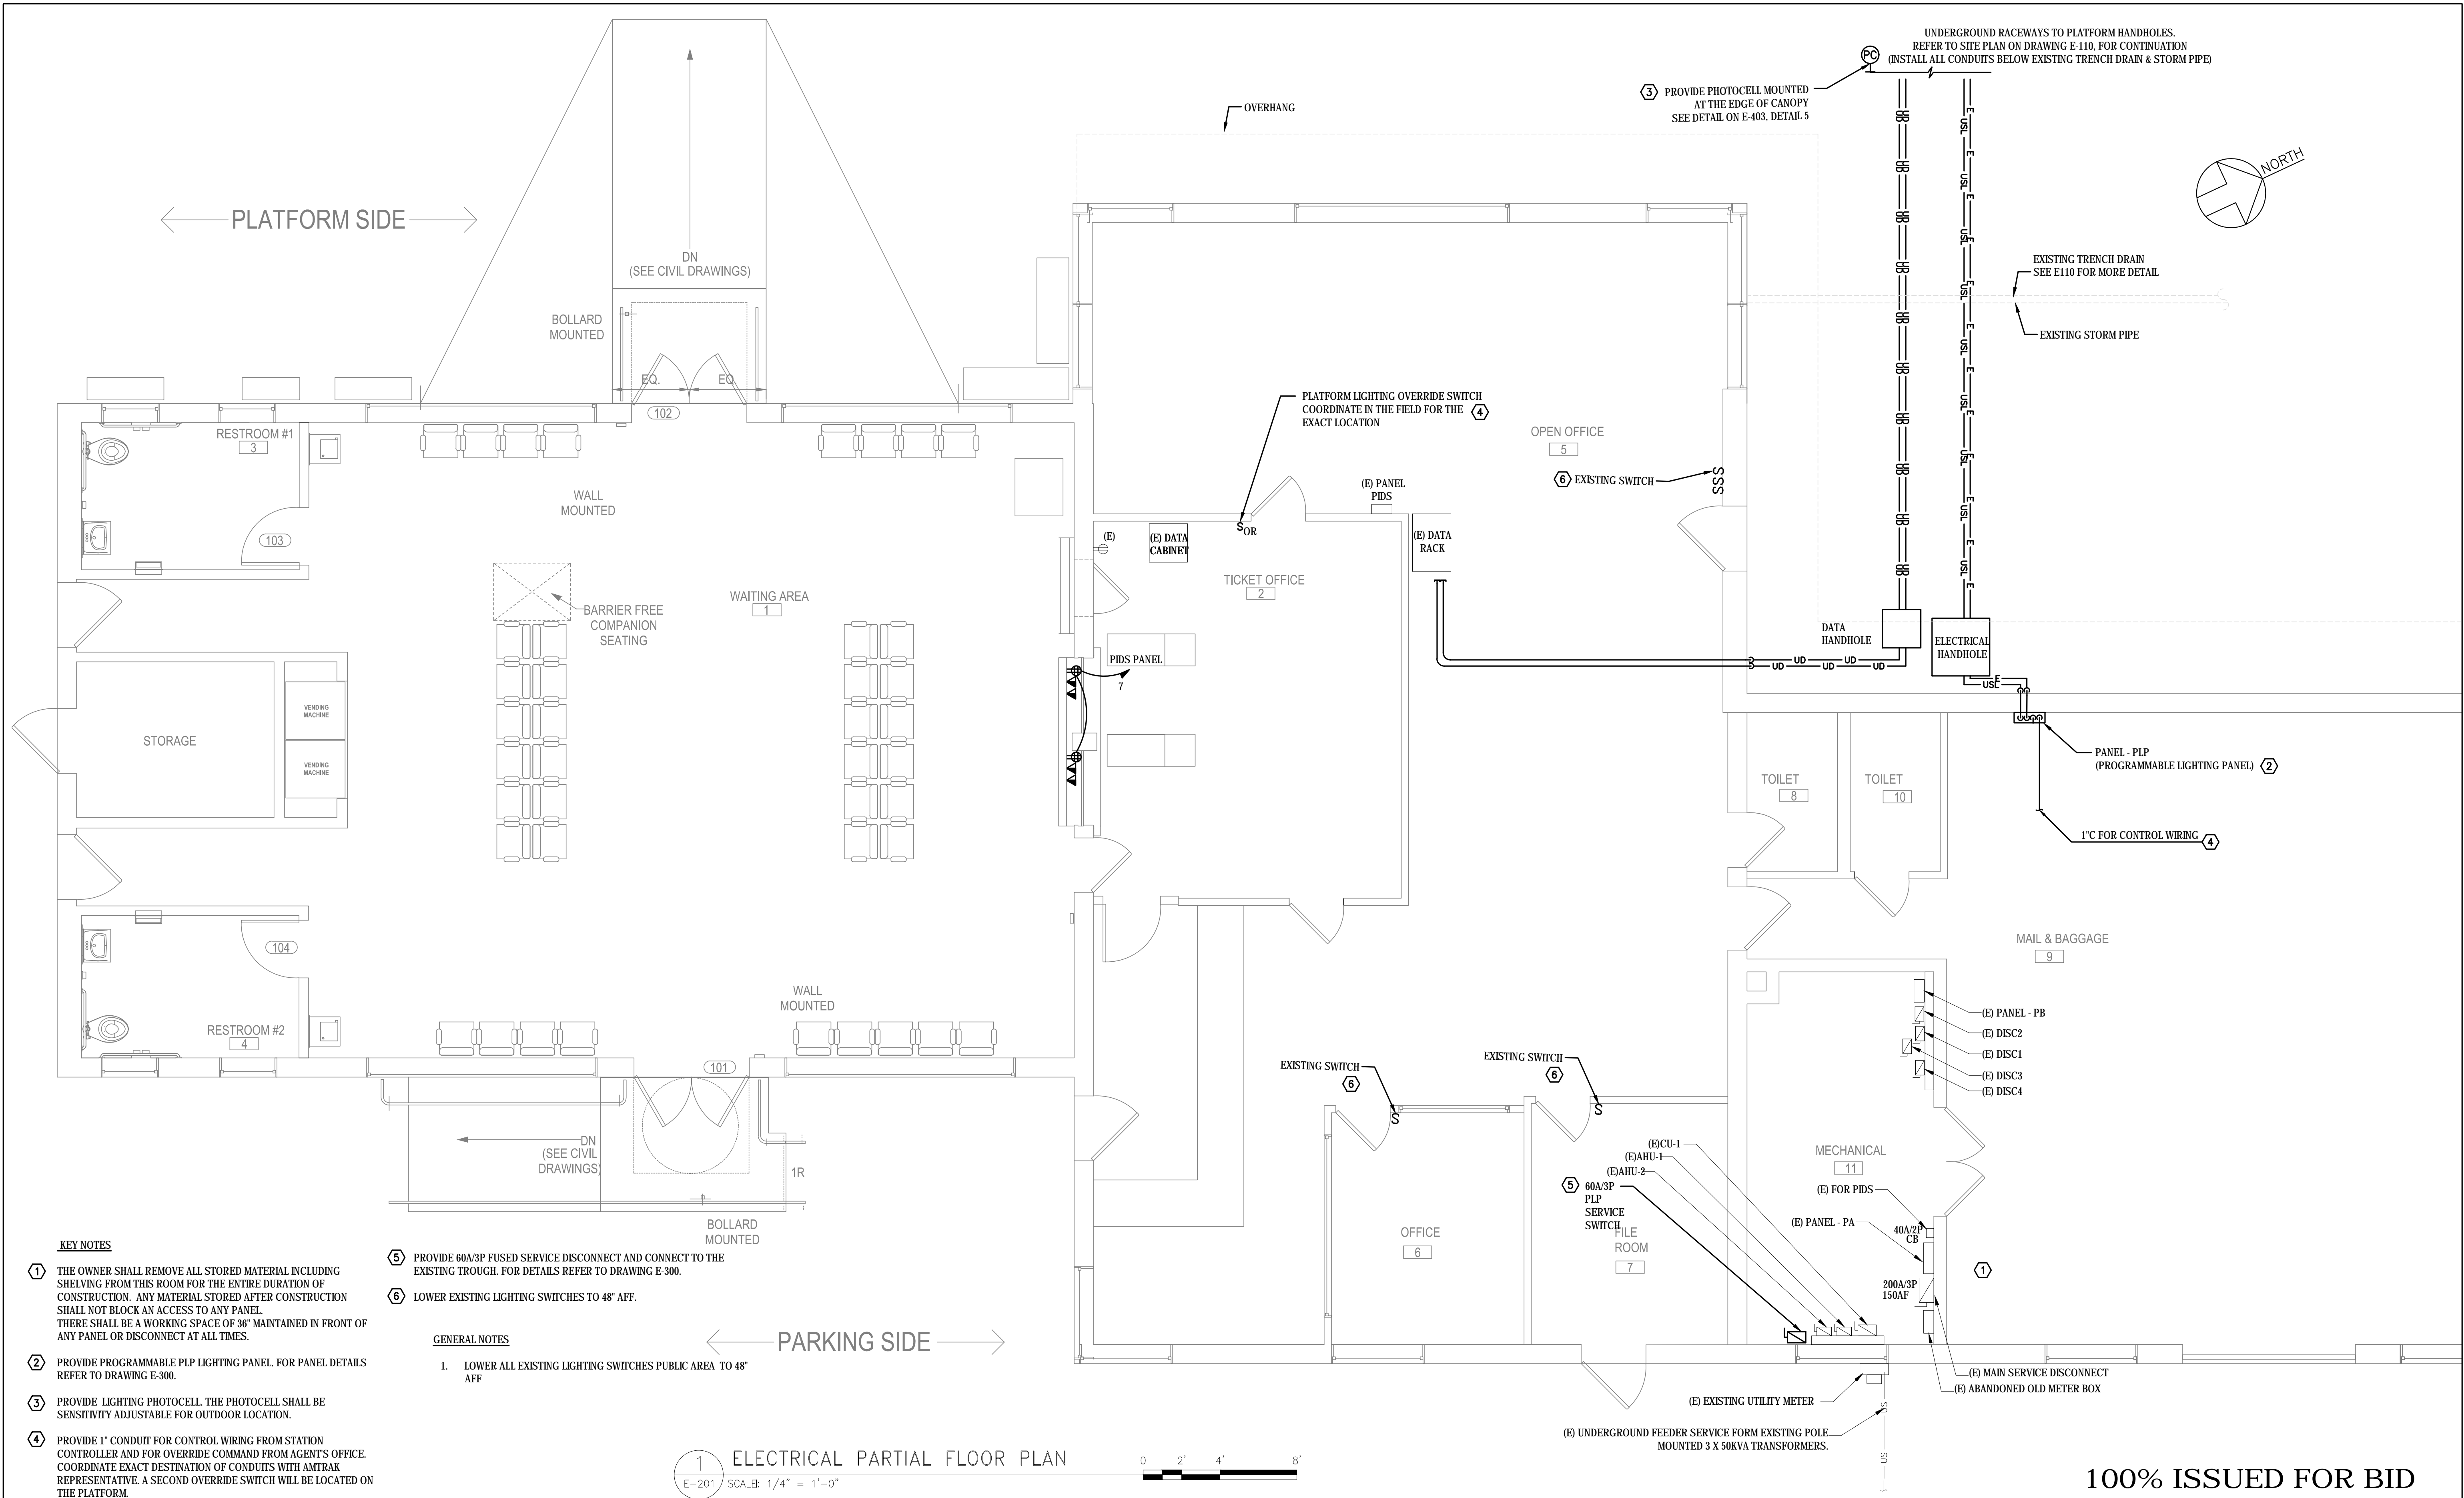 UNDERGROUND RACEWAYS TO PLATFORM HANDHOLES.
REFER TO SITE PLAN ON DRAWING E-110, FOR CONTINUATION
(INSTALL ALL CONDUITS BELOW EXISTING TRENCH DRAIN & STORM PIPE)
PC
3 PROVIDE PHOTOCELL MOUNTED
AT THE EDGE OF CANOPY
SEE DETAIL ON E-403, DETAIL 5
OVERHANG
NORTH
PLATFORM SIDE
DN
(SEE CIVIL DRAWINGS)
BOLLARD
MOUNTED
EQ.
EQ.
102
EXISTING TRENCH DRAIN
SEE E110 FOR MORE DETAIL
EXISTING STORM PIPE
PLATFORM LIGHTING OVERRIDE SWITCH
COORDINATE IN THE FIELD FOR THE 4
EXACT LOCATION
RESTROOM #1
3
103
WALL
MOUNTED
OPEN OFFICE
5
6 EXISTING SWITCH
SSS
(E) PANEL
PIDS
S OR
(E)
(E) DATA
CABINET
(E) DATA
RACK
TICKET OFFICE
2
WAITING AREA
1
BARRIER FREE
COMPANION
SEATING
UD
UD
UD
UD
UD
USL
E
DATA
HANDHOLE
ELECTRICAL
HANDHOLE
E
USL
PIDS PANEL
7
VENDING
MACHINE
VENDING
MACHINE
STORAGE
PANEL - PLP
(PROGRAMMABLE LIGHTING PANEL) 2
TOILET
8
TOILET
10
1"C FOR CONTROL WIRING 4
104
RESTROOM #2
4
WALL
MOUNTED
101
MAIL & BAGGAGE
9
(E) PANEL - PB
(E) DISC2
(E) DISC1
(E) DISC3
(E) DISC4
EXISTING SWITCH
6
S
EXISTING SWITCH
6
S
DN
(SEE CIVIL
DRAWINGS)
1R
BOLLARD
MOUNTED
(E)CU-1
(E)AHU-1
(E)AHU-2
5 60A/3P
PLP
SERVICE
SWITCH
FILE
ROOM
7
OFFICE
6
MECHANICAL
11
(E) FOR PIDS
(E) PANEL - PA
40A/2P
CB
200A/3P
150AF
1
(E) MAIN SERVICE DISCONNECT
(E) ABANDONED OLD METER BOX
(E) EXISTING UTILITY METER
(E) UNDERGROUND FEEDER SERVICE FORM EXISTING POLE
MOUNTED 3 X 50KVA TRANSFORMERS.
US
US
PARKING SIDE
KEY NOTES
1 THE OWNER SHALL REMOVE ALL STORED MATERIAL INCLUDING
SHELVING FROM THIS ROOM FOR THE ENTIRE DURATION OF
CONSTRUCTION. ANY MATERIAL STORED AFTER CONSTRUCTION
SHALL NOT BLOCK AN ACCESS TO ANY PANEL.
THERE SHALL BE A WORKING SPACE OF 36" MAINTAINED IN FRONT OF
ANY PANEL OR DISCONNECT AT ALL TIMES.
2 PROVIDE PROGRAMMABLE PLP LIGHTING PANEL. FOR PANEL DETAILS
REFER TO DRAWING E-300.
3 PROVIDE LIGHTING PHOTOCELL. THE PHOTOCELL SHALL BE
SENSITIVITY ADJUSTABLE FOR OUTDOOR LOCATION.
4 PROVIDE 1" CONDUIT FOR CONTROL WIRING FROM STATION
CONTROLLER AND FOR OVERRIDE COMMAND FROM AGENT'S OFFICE.
COORDINATE EXACT DESTINATION OF CONDUITS WITH AMTRAK
REPRESENTATIVE. A SECOND OVERRIDE SWITCH WILL BE LOCATED ON
THE PLATFORM.
5 PROVIDE 60A/3P FUSED SERVICE DISCONNECT AND CONNECT TO THE
EXISTING TROUGH. FOR DETAILS REFER TO DRAWING E-300.
6 LOWER EXISTING LIGHTING SWITCHES TO 48" AFF.
GENERAL NOTES
1. LOWER ALL EXISTING LIGHTING SWITCHES PUBLIC AREA TO 48"
AFF
1
E-201
ELECTRICAL PARTIAL FLOOR PLAN
SCALE: 1/4" = 1'-0"
0 2' 4' 8'
100% ISSUED FOR BID